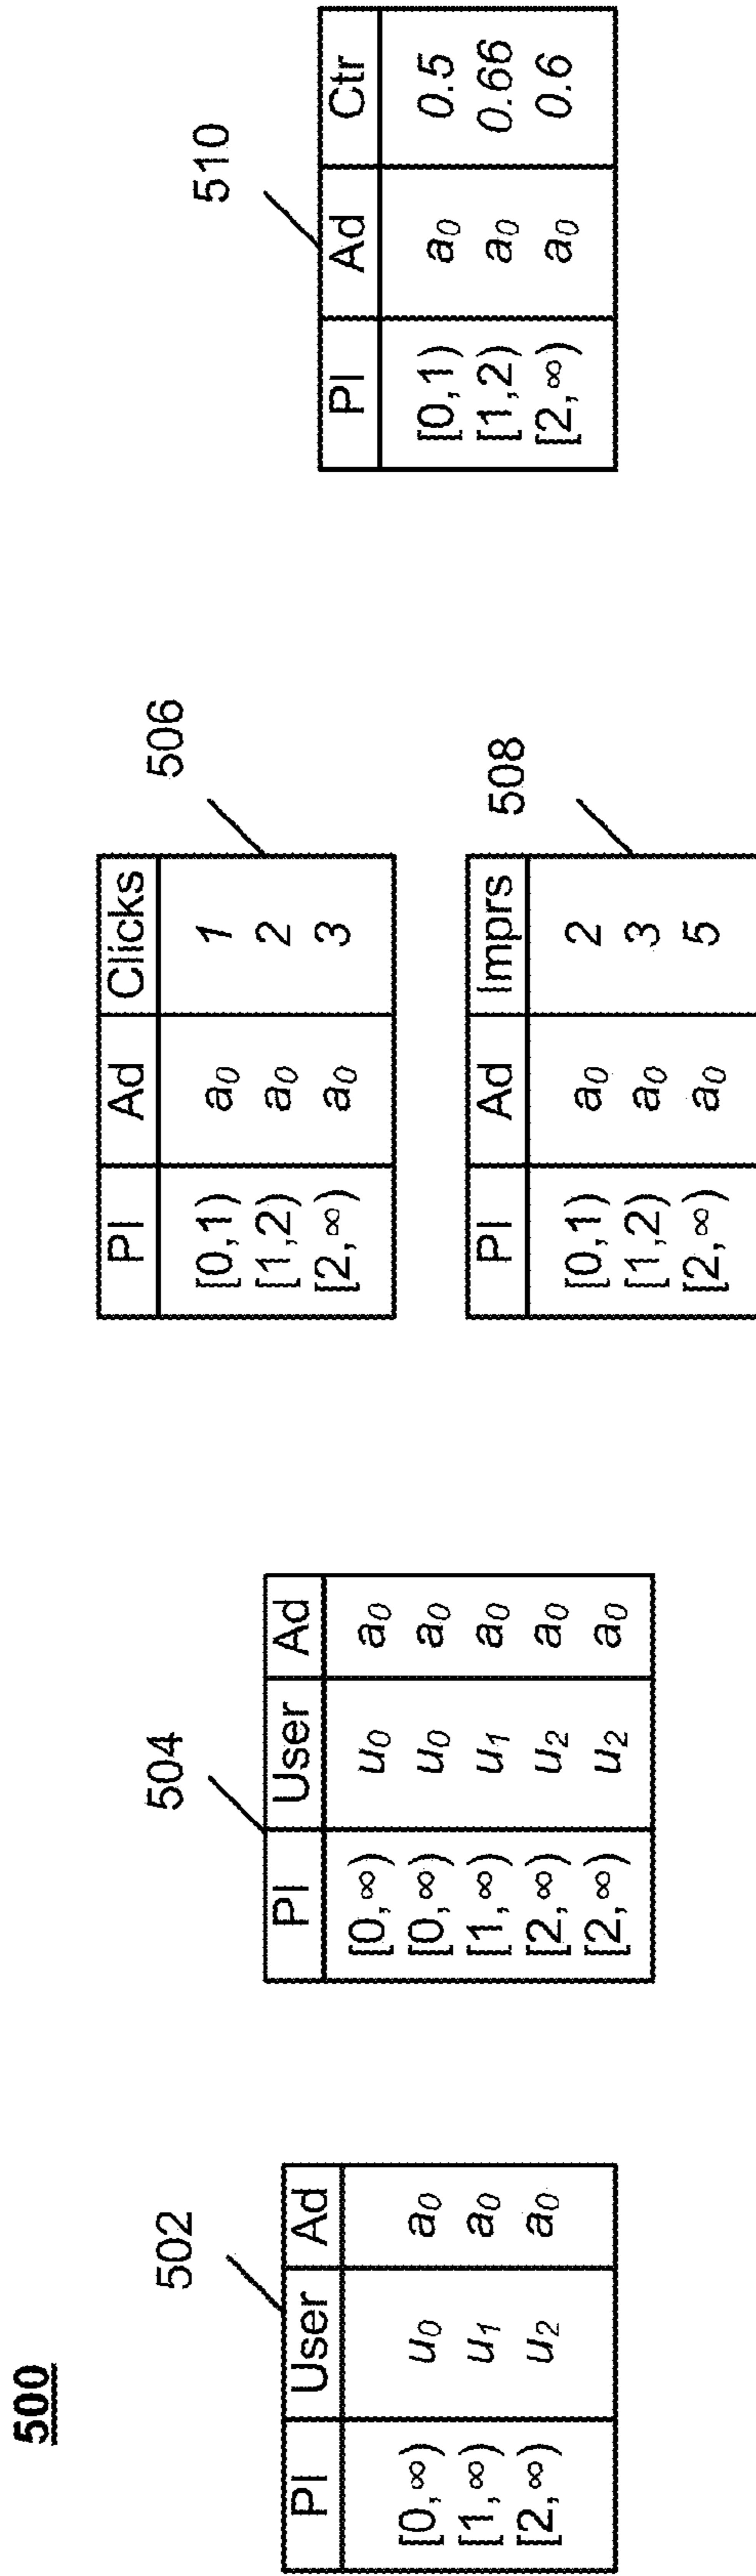 500
502
PI User Ad
[0,∞) u0 a0
[1,∞) u1 a0
[2,∞) u2 a0
504
PI User Ad
[0,∞) u0 a0
[0,∞) u0 a0
[1,∞) u1 a0
[2,∞) u2 a0
[2,∞) u2 a0
506
PI Ad Clicks
[0,1) a0 1
[1,2) a0 2
[2,∞) a0 3
508
PI Ad Imprs
[0,1) a0 2
[1,2) a0 3
[2,∞) a0 5
510
PI Ad Ctr
[0,1) a0 0.5
[1,2) a0 0.66
[2,∞) a0 0.6